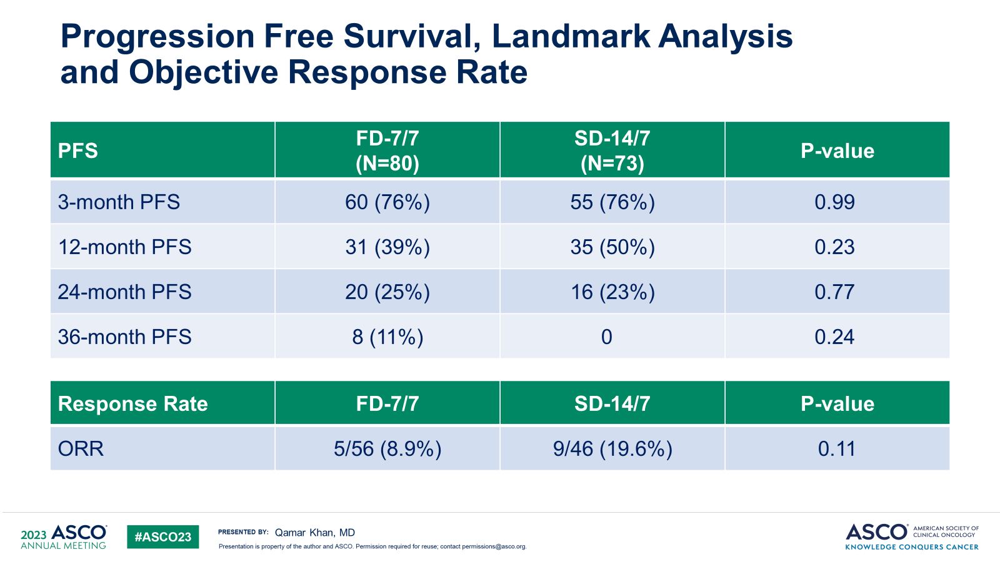 Progression Free Survival, Landmark Analysis
and Objective Response Rate
PFS
FD-7/7
(N=80)
SD-14/7
(N=73)
P-value
3-month PFS
60 (76%)
55 (76%)
0.99
12-month PFS
31 (39%)
35 (50%)
0.23
24-month PFS
20 (25%)
16 (23%)
0.77
36-month PFS
8 (11%)
0
0.24
Response Rate
FD-7/7
SD-14/7
P-value
ORR
5/56 (8.9%)
9/46 (19.6%)
0.11
2023 ASCO®
ANNUAL MEETING
#ASCO23
PRESENTED BY: Qamar Khan, MD
Presentation is property of the author and ASCO. Permission required for reuse; contact permissions@asco.org.
ASCO®
AMERICAN SOCIETY OF
CLINICAL ONCOLOGY
KNOWLEDGE CONQUERS CANCER